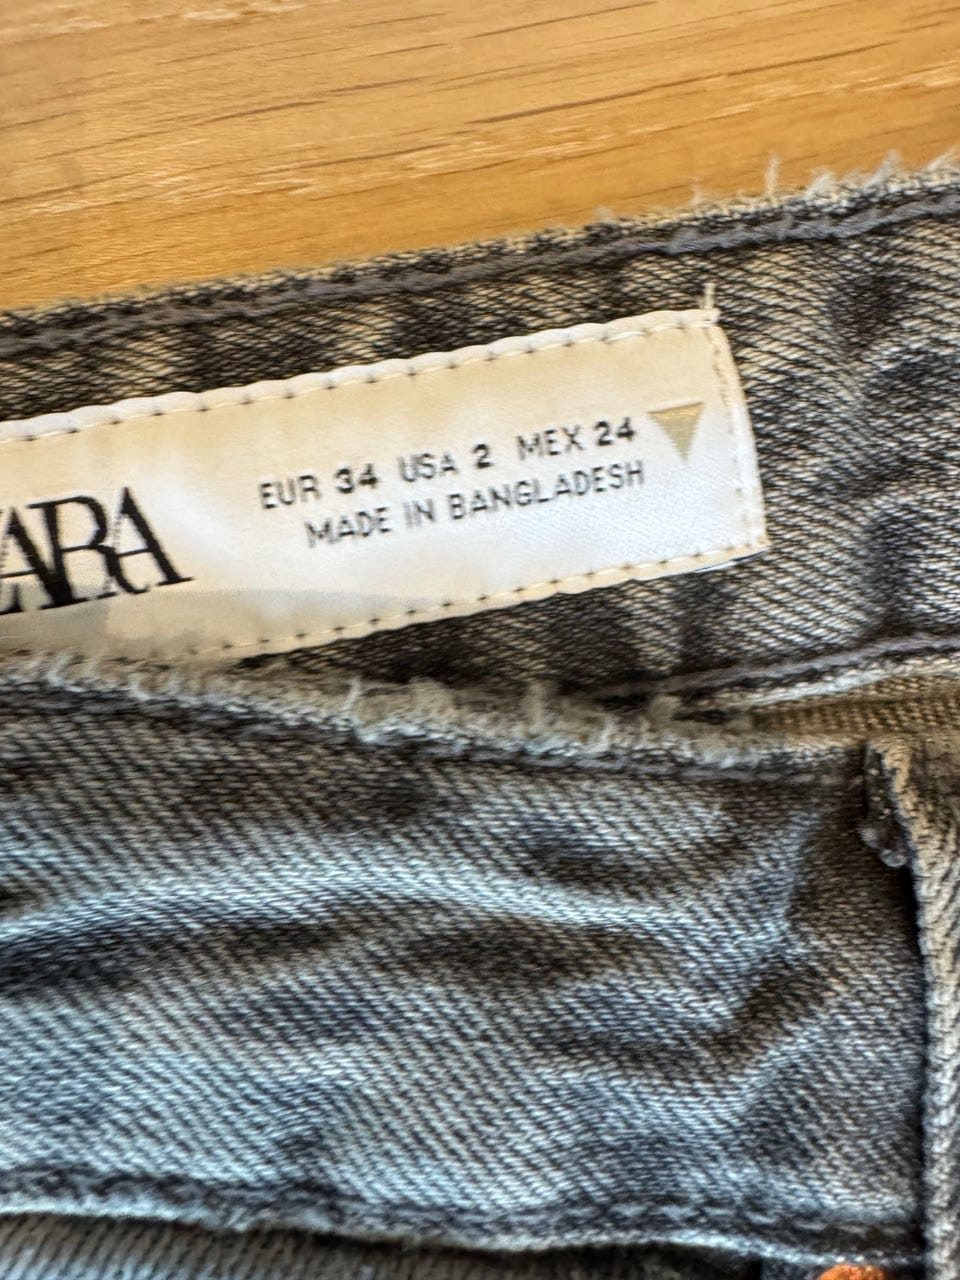 ZARA
EUR 34 USA 2 MEX 24
MADE IN BANGLADESH